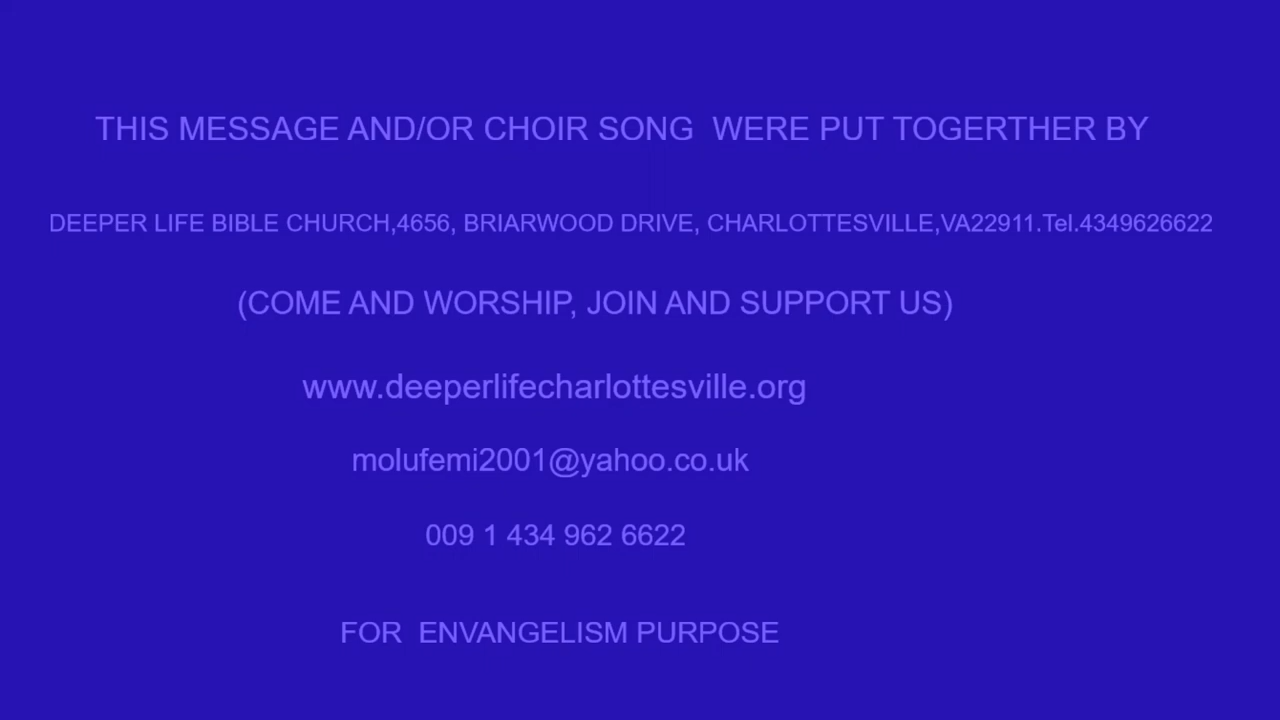 THIS MESSAGE AND/OR CHOIR SONG  WERE PUT TOGERTHER BY
DEEPER LIFE BIBLE CHURCH,4656, BRIARWOOD DRIVE, CHARLOTTESVILLE,VA22911.Tel.4349626622
(COME AND WORSHIP, JOIN AND SUPPORT US)
www.deeperlifecharlottesville.org
molufemi2001@yahoo.co.uk
009 1 434 962 6622
FOR  ENVANGELISM PURPOSE